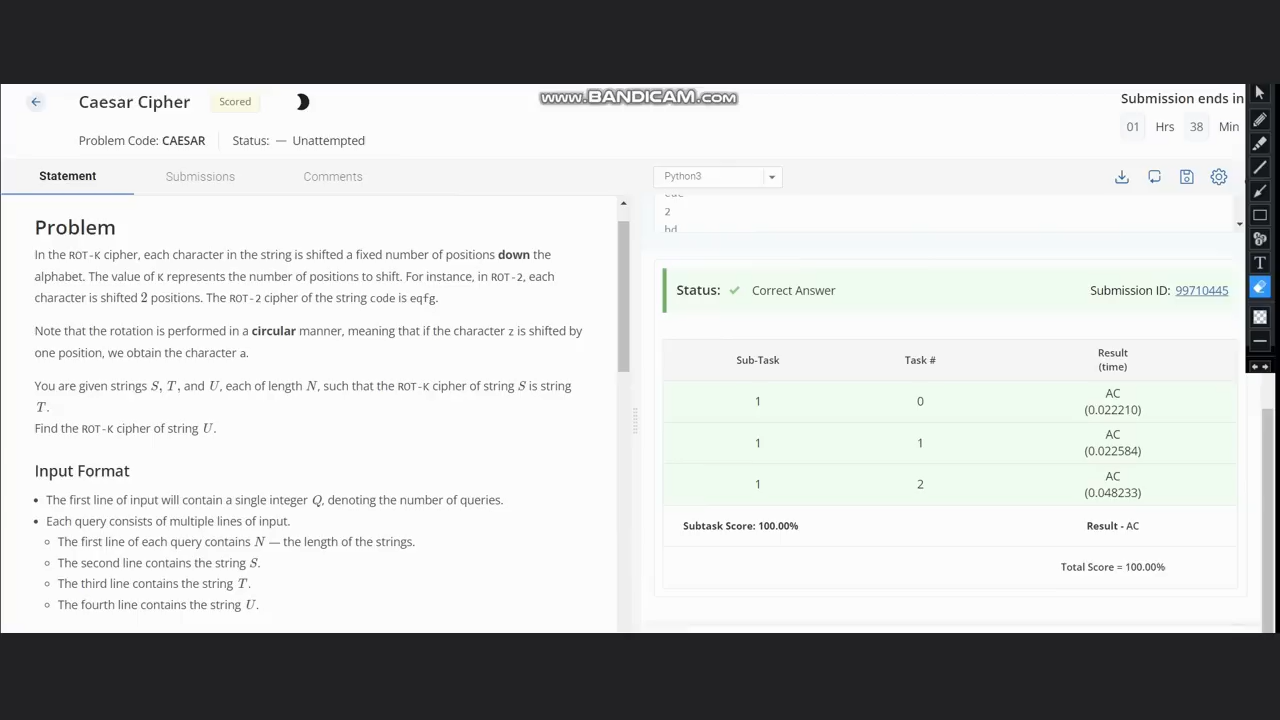 www.BANDICAM.com
Caesar Cipher Scored
Submission ends in
Problem Code: CAESAR Status: — Unattempted
01 Hrs 38 Min
Statement Submissions Comments
Python3
Problem
In the ROT-K cipher, each character in the string is shifted a fixed number of positions down the
alphabet. The value of K represents the number of positions to shift. For instance, in ROT-2, each
character is shifted 2 positions. The ROT-2 cipher of the string code is eqfg.
Note that the rotation is performed in a circular manner, meaning that if the character z is shifted by
one position, we obtain the character a.
You are given strings S, T, and U, each of length N, such that the ROT-K cipher of string S is string
T.
Find the ROT-K cipher of string U.
Input Format
• The first line of input will contain a single integer Q, denoting the number of queries.
• Each query consists of multiple lines of input.
◦ The first line of each query contains N — the length of the strings.
◦ The second line contains the string S.
◦ The third line contains the string T.
◦ The fourth line contains the string U.
2
bd
Status: ✓ Correct Answer Submission ID: 99710445
Sub-Task Task # Result
(time)
1 0 AC
(0.022210)
1 1 AC
(0.022584)
1 2 AC
(0.048233)
Subtask Score: 100.00% Result - AC
Total Score = 100.00%
T